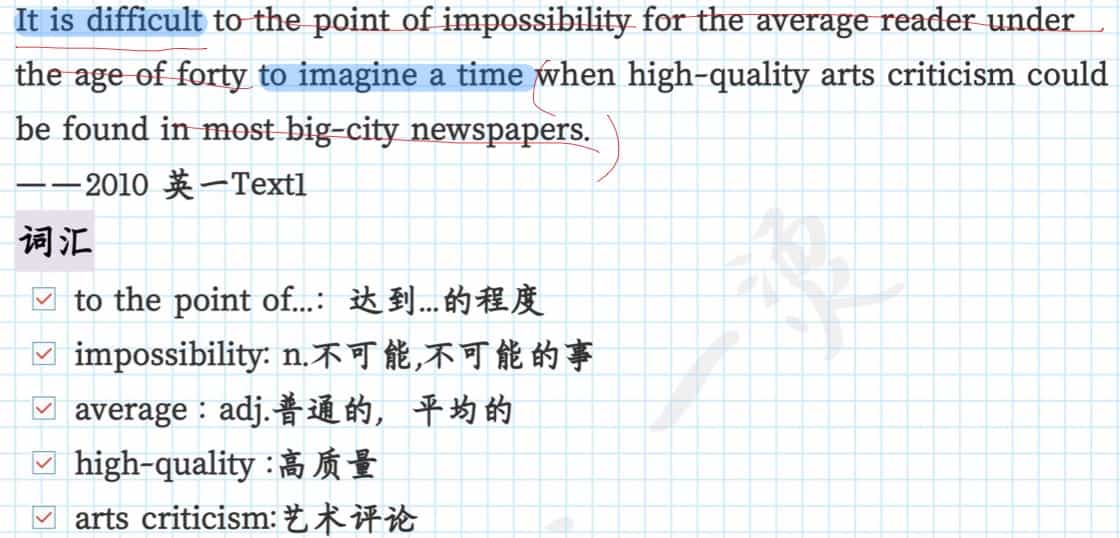 It is difficult to the point of impossibility for the average reader under
the age of forty to imagine a time when high-quality arts criticism could
be found in most big-city newspapers.
——2010 英一Text1
词汇
to the point of...: 达到...的程度
impossibility: n.不可能,不可能的事
average : adj.普通的, 平均的
high-quality :高质量
arts criticism:艺术评论